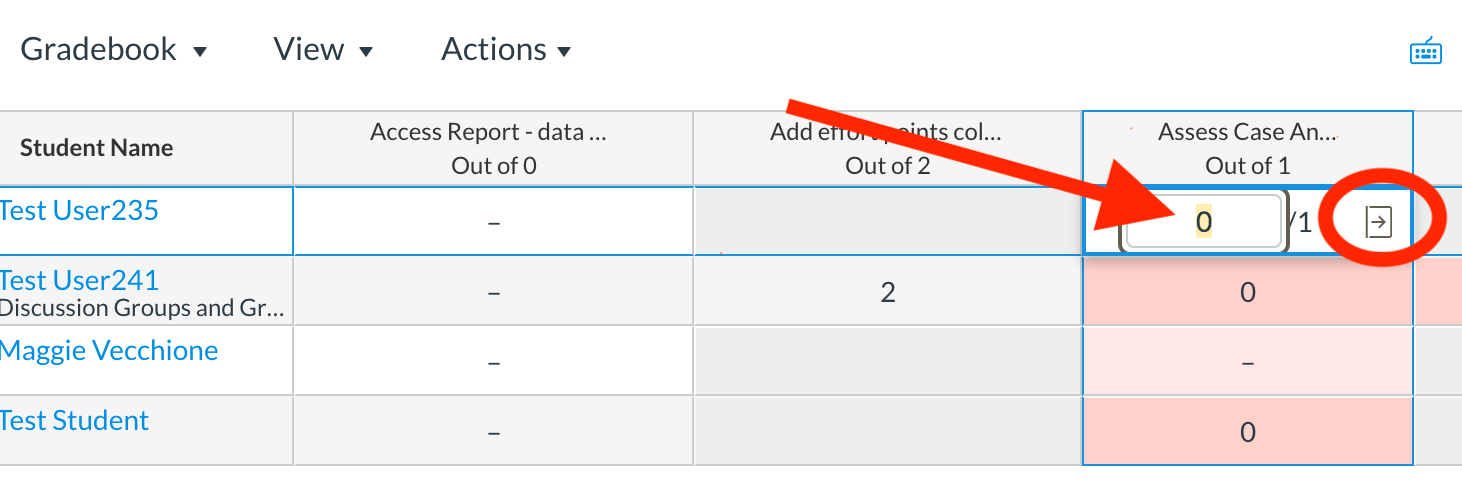 Gradebook View Actions
Student Name
Access Report - data ...
Out of 0
Add effort points col...
Out of 2
Assess Case An...
Out of 1
Test User235
–
0 /1
Test User241
Discussion Groups and Gr...
–
2
0
Maggie Vecchione
–
–
Test Student
–
0